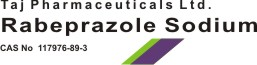 Taj Pharmaceuticals Ltd.
Rabeprazole Sodium
CAS No 117976-89-3